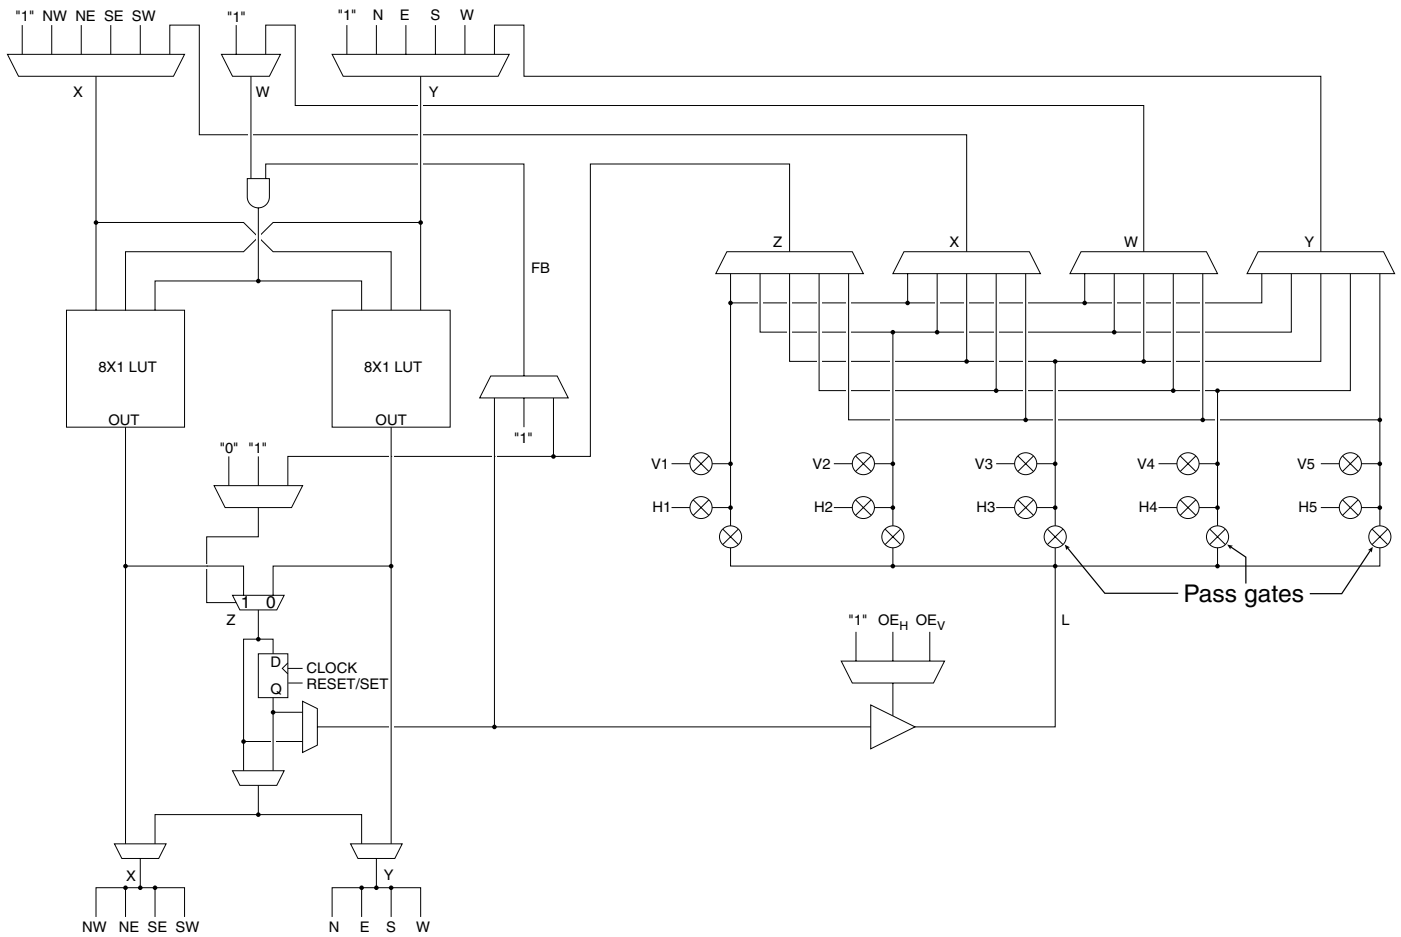 "1" NW NE SE SW
"1"
"1" N E S W
X
W
Y
Z
X
W
Y
FB
8X1 LUT
OUT
8X1 LUT
OUT
"1"
"0" "1"
V1
V2
V3
V4
V5
H1
H2
H3
H4
H5
Pass gates
1 0
Z
"1" OEH OEV
L
D
CLOCK
RESET/SET
Q
X
Y
NW NE SE SW
N E S W